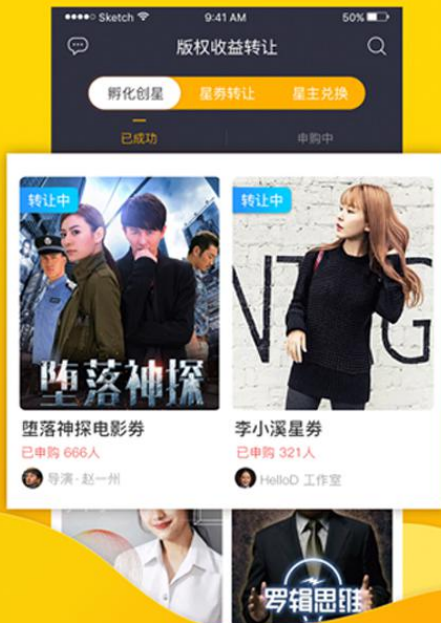 Sketch 9:41 AM 50%
版权收益转让
孵化创星 星券转让 星主兑换
已成功 申购中
转让中 转让中
NTG
堕落神探
堕落神探电影券 李小溪星券
已申购 666人 已申购 321人
导演·赵一州 HelloD 工作室
罗辑思维